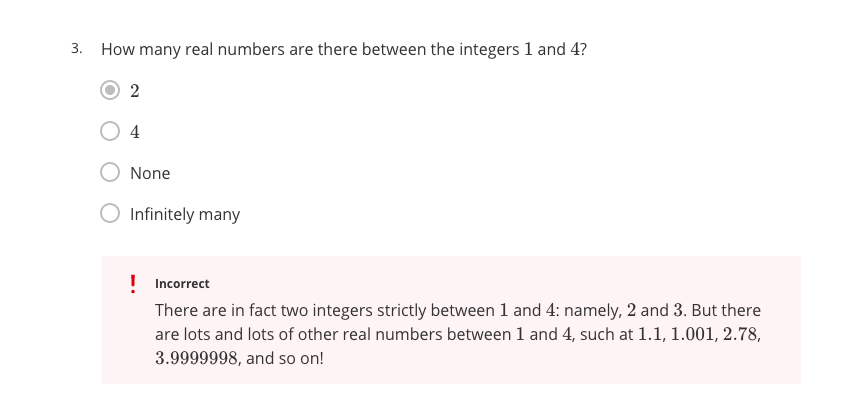 3. How many real numbers are there between the integers 1 and 4?
2
4
None
Infinitely many
! Incorrect
There are in fact two integers strictly between 1 and 4: namely, 2 and 3. But there
are lots and lots of other real numbers between 1 and 4, such at 1.1, 1.001, 2.78,
3.9999998, and so on!